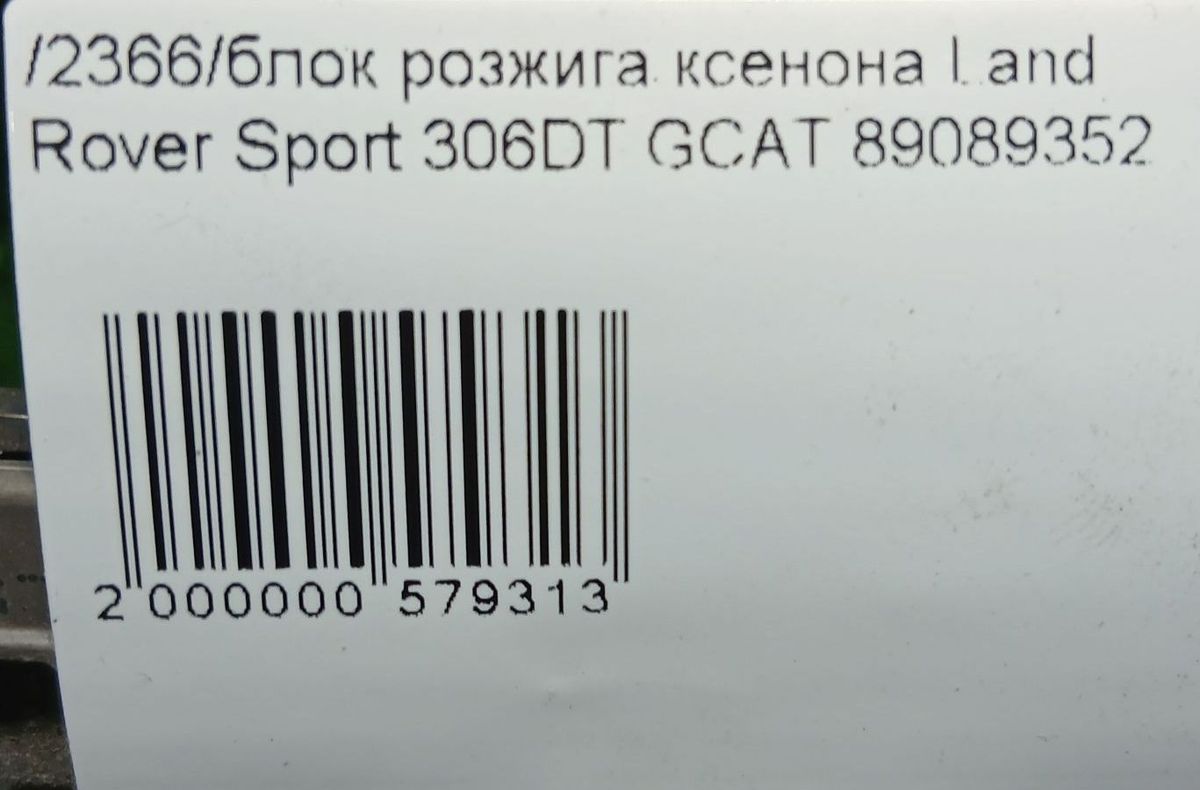 /2366/блок розжига ксенона Land
Rover Sport 306DT GCAT 89089352
2 000000 579313